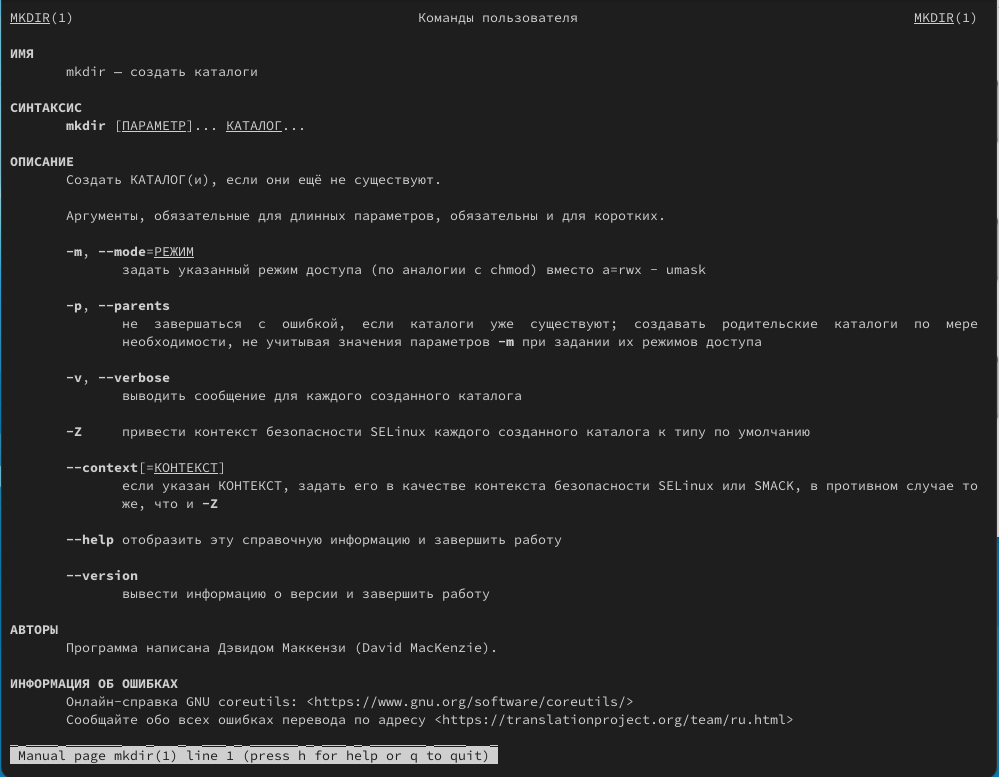 MKDIR(1) Команды пользователя MKDIR(1)
ИМЯ
mkdir — создать каталоги
СИНТАКСИС
mkdir [ПАРАМЕТР]... КАТАЛОГ...
ОПИСАНИЕ
Создать КАТАЛОГ(и), если они ещё не существуют.
Аргументы, обязательные для длинных параметров, обязательны и для коротких.
-m, --mode=РЕЖИМ
задать указанный режим доступа (по аналогии с chmod) вместо a=rwx - umask
-p, --parents
не завершаться с ошибкой, если каталоги уже существуют; создавать родительские каталоги по мере
необходимости, не учитывая значения параметров -m при задании их режимов доступа
-v, --verbose
выводить сообщение для каждого созданного каталога
-Z привести контекст безопасности SELinux каждого созданного каталога к типу по умолчанию
--context[=КОНТЕКСТ]
если указан КОНТЕКСТ, задать его в качестве контекста безопасности SELinux или SMACK, в противном случае то
же, что и -Z
--help отобразить эту справочную информацию и завершить работу
--version
вывести информацию о версии и завершить работу
АВТОРЫ
Программа написана Дэвидом Маккензи (David MacKenzie).
ИНФОРМАЦИЯ ОБ ОШИБКАХ
Онлайн-справка GNU coreutils: <https://www.gnu.org/software/coreutils/>
Сообщайте обо всех ошибках перевода по адресу <https://translationproject.org/team/ru.html>
Manual page mkdir(1) line 1 (press h for help or q to quit)